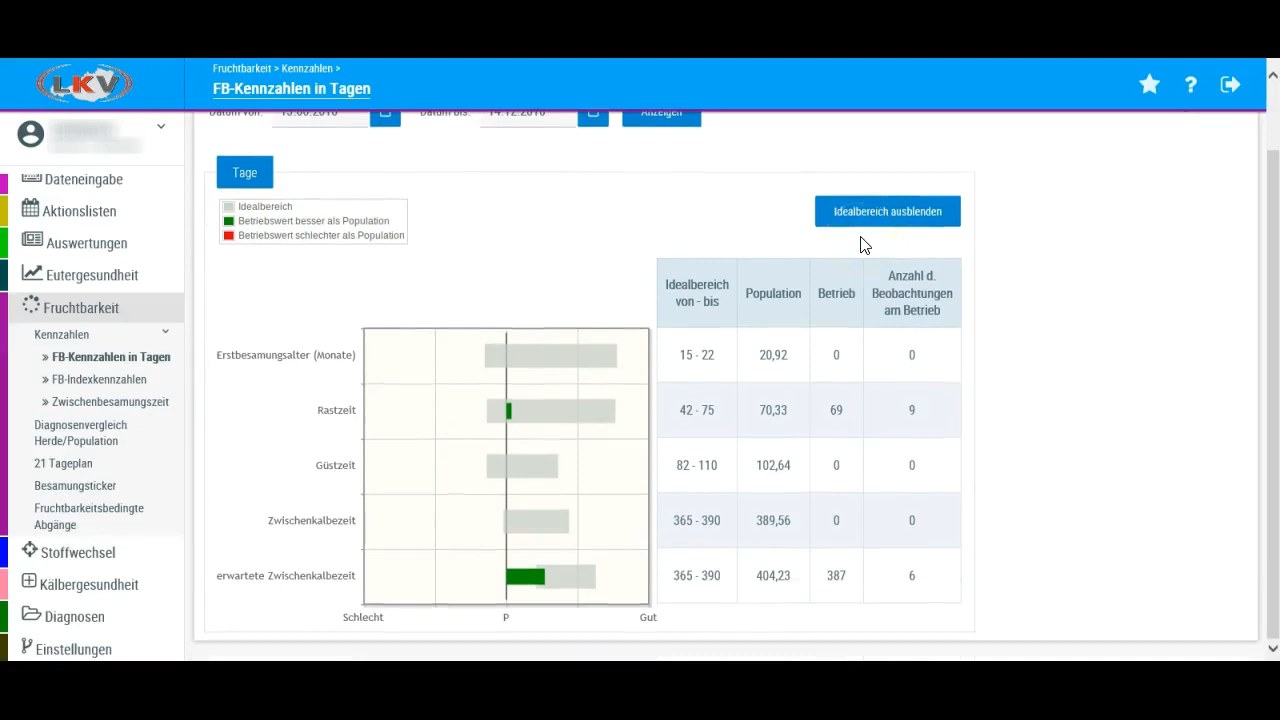 LKV
Fruchtbarkeit > Kennzahlen >
FB-Kennzahlen in Tagen
?
Dateneingabe
Aktionslisten
Auswertungen
Eutergesundheit
Fruchtbarkeit
Kennzahlen
» FB-Kennzahlen in Tagen
» FB-Indexkennzahlen
» Zwischenbesamungszeit
Diagnosenvergleich
Herde/Population
21 Tageplan
Besamungsticker
Fruchtbarkeitsbedingte
Abgänge
Stoffwechsel
Kälbergesundheit
Diagnosen
Einstellungen
Datum von: Datum bis: Anzeigen
Tage
Idealbereich
Betriebswert besser als Population
Betriebswert schlechter als Population
Idealbereich ausblenden
Idealbereich von - bis Population Betrieb Anzahl d. Beobachtungen am Betrieb
Erstbesamungsalter (Monate) 15 - 22 20,92 0 0
Rastzeit 42 - 75 70,33 69 9
Güstzeit 82 - 110 102,64 0 0
Zwischenkalbezeit 365 - 390 389,56 0 0
erwartete Zwischenkalbezeit 365 - 390 404,23 387 6
Schlecht P Gut